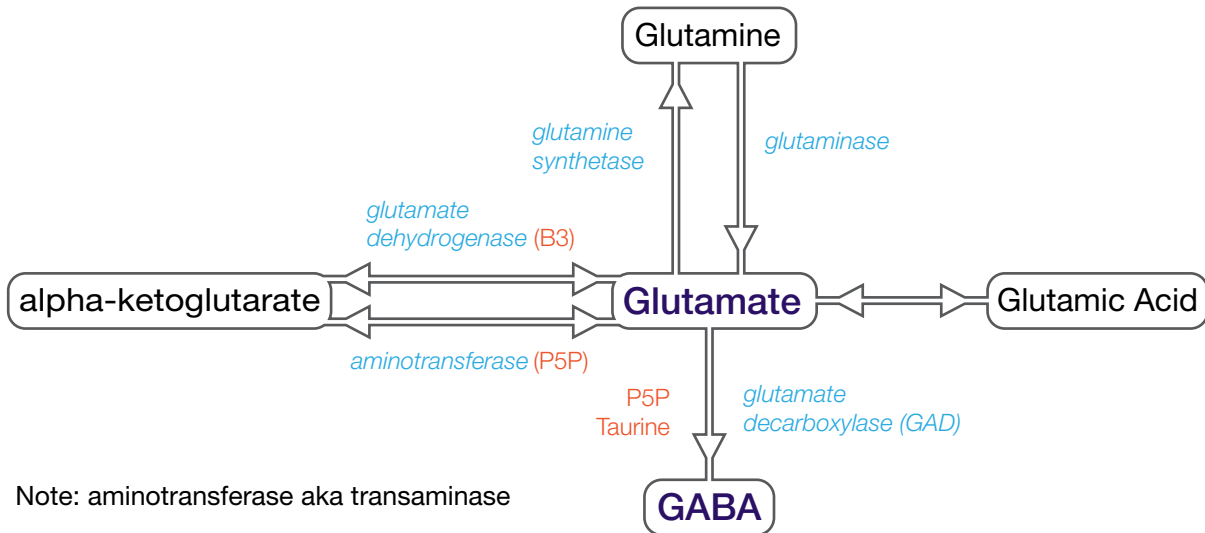 Glutamine
glutamine
synthetase
glutaminase
glutamate
dehydrogenase (B3)
alpha-ketoglutarate
Glutamate
Glutamic Acid
aminotransferase (P5P)
P5P
Taurine
glutamate
decarboxylase (GAD)
Note: aminotransferase aka transaminase
GABA